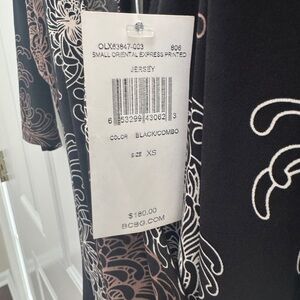 OLX63847-003 806
SMALL ORIENTAL EXPRESS PRINTED
JERSEY
6 53299 43062 3
COLOR BLACK/COMBO
SIZE XS
$160.00
BCBG.COM